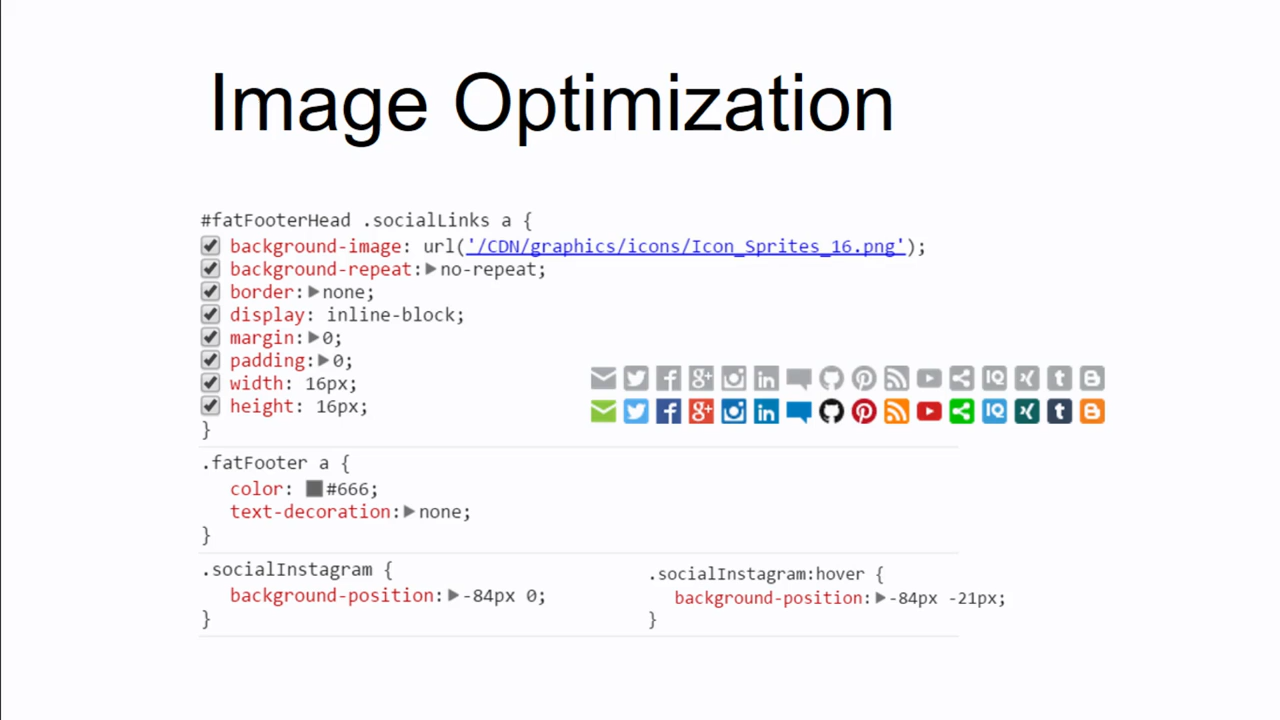 Image Optimization
#fatFooterHead .socialLinks a {
background-image: url('/CDN/graphics/icons/Icon_Sprites_16.png');
background-repeat: no-repeat;
border: none;
display: inline-block;
margin: 0;
padding: 0;
width: 16px;
height: 16px;
}
.fatFooter a {
color: #666;
text-decoration: none;
}
.socialInstagram {
background-position: -84px 0;
}
.socialInstagram:hover {
background-position: -84px -21px;
}